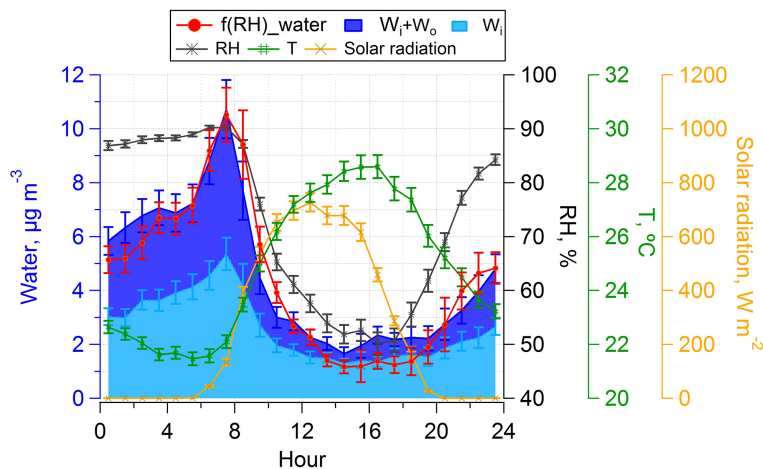 f(RH)_water Wi+Wo Wi
RH T Solar radiation
12 100 32 1200
10 90 30 1000
8 80 28 800
6 70 26 600
4 60 24 400
2 50 22 200
0 40 20 0
Water, µg m-3
RH, %
T, ºC
Solar radiation, W m-2
0 4 8 12 16 20 24
Hour